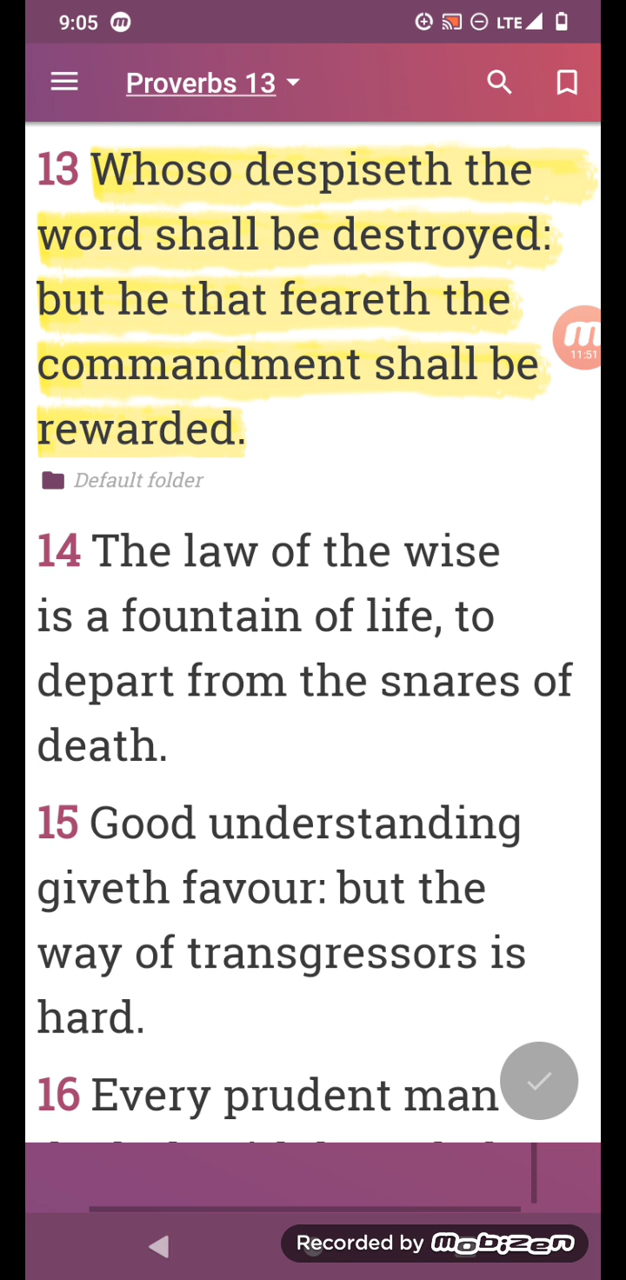 9:05 m LTE
Proverbs 13
13 Whoso despiseth the
word shall be destroyed:
but he that feareth the
m
11:51
commandment shall be
rewarded.
Default folder
14 The law of the wise
is a fountain of life, to
depart from the snares of
death.
15 Good understanding
giveth favour: but the
way of transgressors is
hard.
16 Every prudent man
Recorded by mobizen